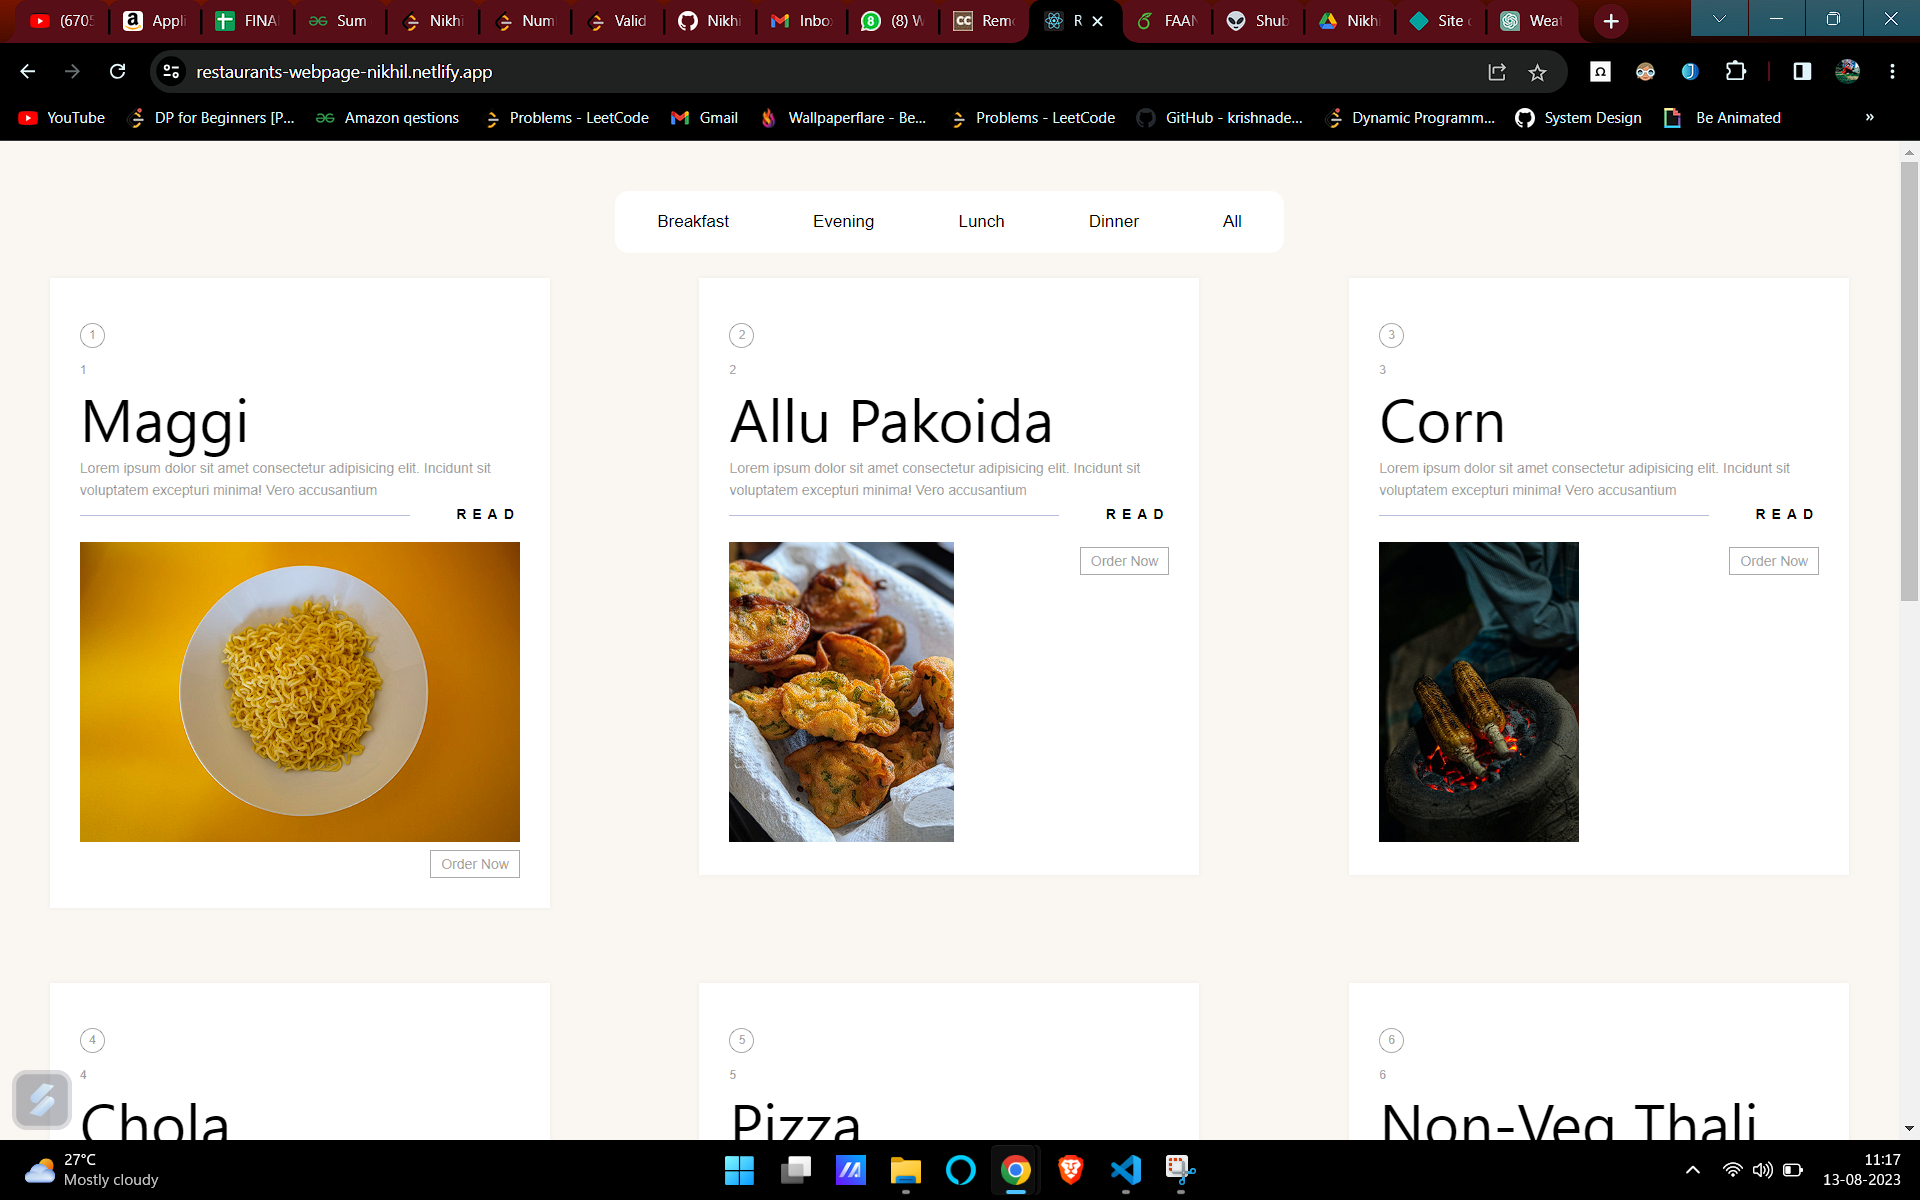 (6705
Appli
FINA
Sum
Nikhi
Num
Valid
Nikhi
Inbo
(8) W
CC
Remo
R
FAAN
Shub
Nikhi
Site
Weat
restaurants-webpage-nikhil.netlify.app
YouTube
DP for Beginners [P...
Amazon qestions
Problems - LeetCode
Gmail
Wallpaperflare - Be...
Problems - LeetCode
GitHub - krishnade...
Dynamic Programm...
System Design
Be Animated
»
Breakfast
Evening
Lunch
Dinner
All
1
1
Maggi
Lorem ipsum dolor sit amet consectetur adipisicing elit. Incidunt sit
voluptatem excepturi minima! Vero accusantium
READ
Order Now
2
2
Allu Pakoida
Lorem ipsum dolor sit amet consectetur adipisicing elit. Incidunt sit
voluptatem excepturi minima! Vero accusantium
READ
Order Now
3
3
Corn
Lorem ipsum dolor sit amet consectetur adipisicing elit. Incidunt sit
voluptatem excepturi minima! Vero accusantium
READ
Order Now
4
4
Chola
5
5
Pizza
6
6
Non-Veg Thali
27°C
Mostly cloudy
11:17
13-08-2023